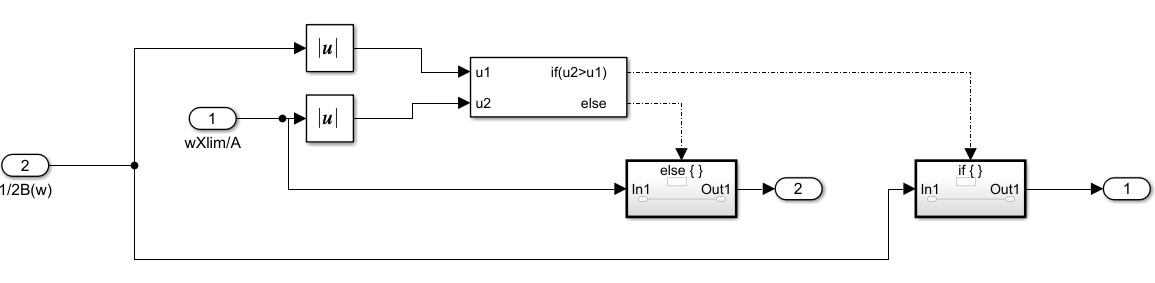 |u|
u1 if(u2>u1)
u2 else
|u|
1
wXlim/A
2
1/2B(w)
else { }
In1 Out1
2
if { }
In1 Out1
1